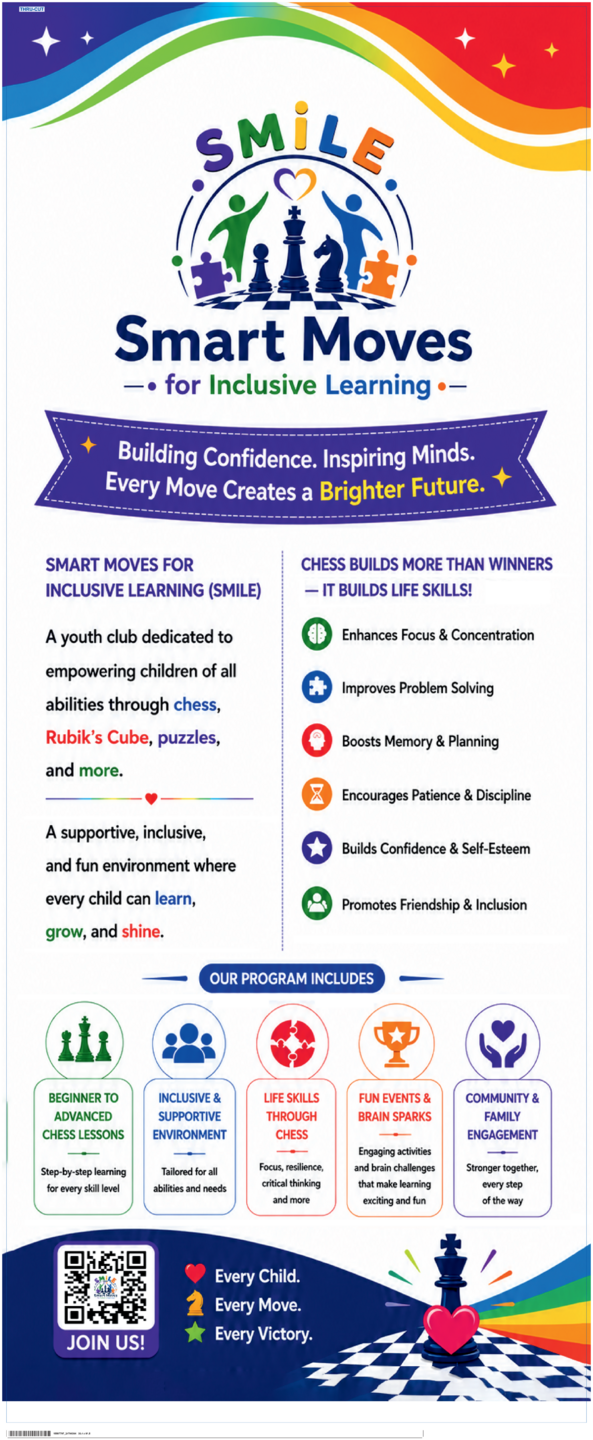 THRU-CUT
SMiLE
Smart Moves
for Inclusive Learning
Building Confidence. Inspiring Minds.
Every Move Creates a Brighter Future.
SMART MOVES FOR
INCLUSIVE LEARNING (SMILE)
A youth club dedicated to
empowering children of all
abilities through chess,
Rubik's Cube, puzzles,
and more.
A supportive, inclusive,
and fun environment where
every child can learn,
grow, and shine.
CHESS BUILDS MORE THAN WINNERS
— IT BUILDS LIFE SKILLS!
Enhances Focus & Concentration
Improves Problem Solving
Boosts Memory & Planning
Encourages Patience & Discipline
Builds Confidence & Self-Esteem
Promotes Friendship & Inclusion
OUR PROGRAM INCLUDES
BEGINNER TO
ADVANCED
CHESS LESSONS
Step-by-step learning
for every skill level
INCLUSIVE &
SUPPORTIVE
ENVIRONMENT
Tailored for all
abilities and needs
LIFE SKILLS
THROUGH
CHESS
Focus, resilience,
critical thinking
and more
FUN EVENTS &
BRAIN SPARKS
Engaging activities
and brain challenges
that make learning
exciting and fun
COMMUNITY &
FAMILY
ENGAGEMENT
Stronger together,
every step
of the way
SMiLE
JOIN US!
Every Child.
Every Move.
Every Victory.